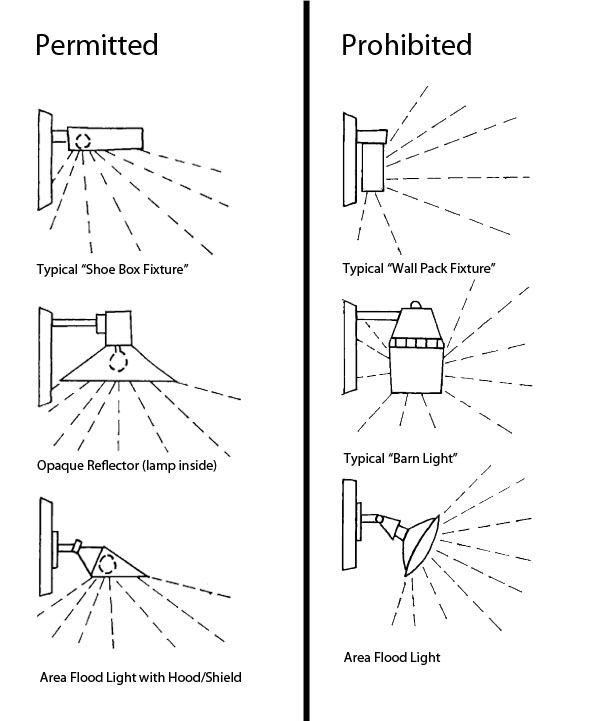 Permitted
Prohibited
Typical “Shoe Box Fixture”
Typical “Wall Pack Fixture”
Opaque Reflector (lamp inside)
Typical “Barn Light”
Area Flood Light with Hood/Shield
Area Flood Light